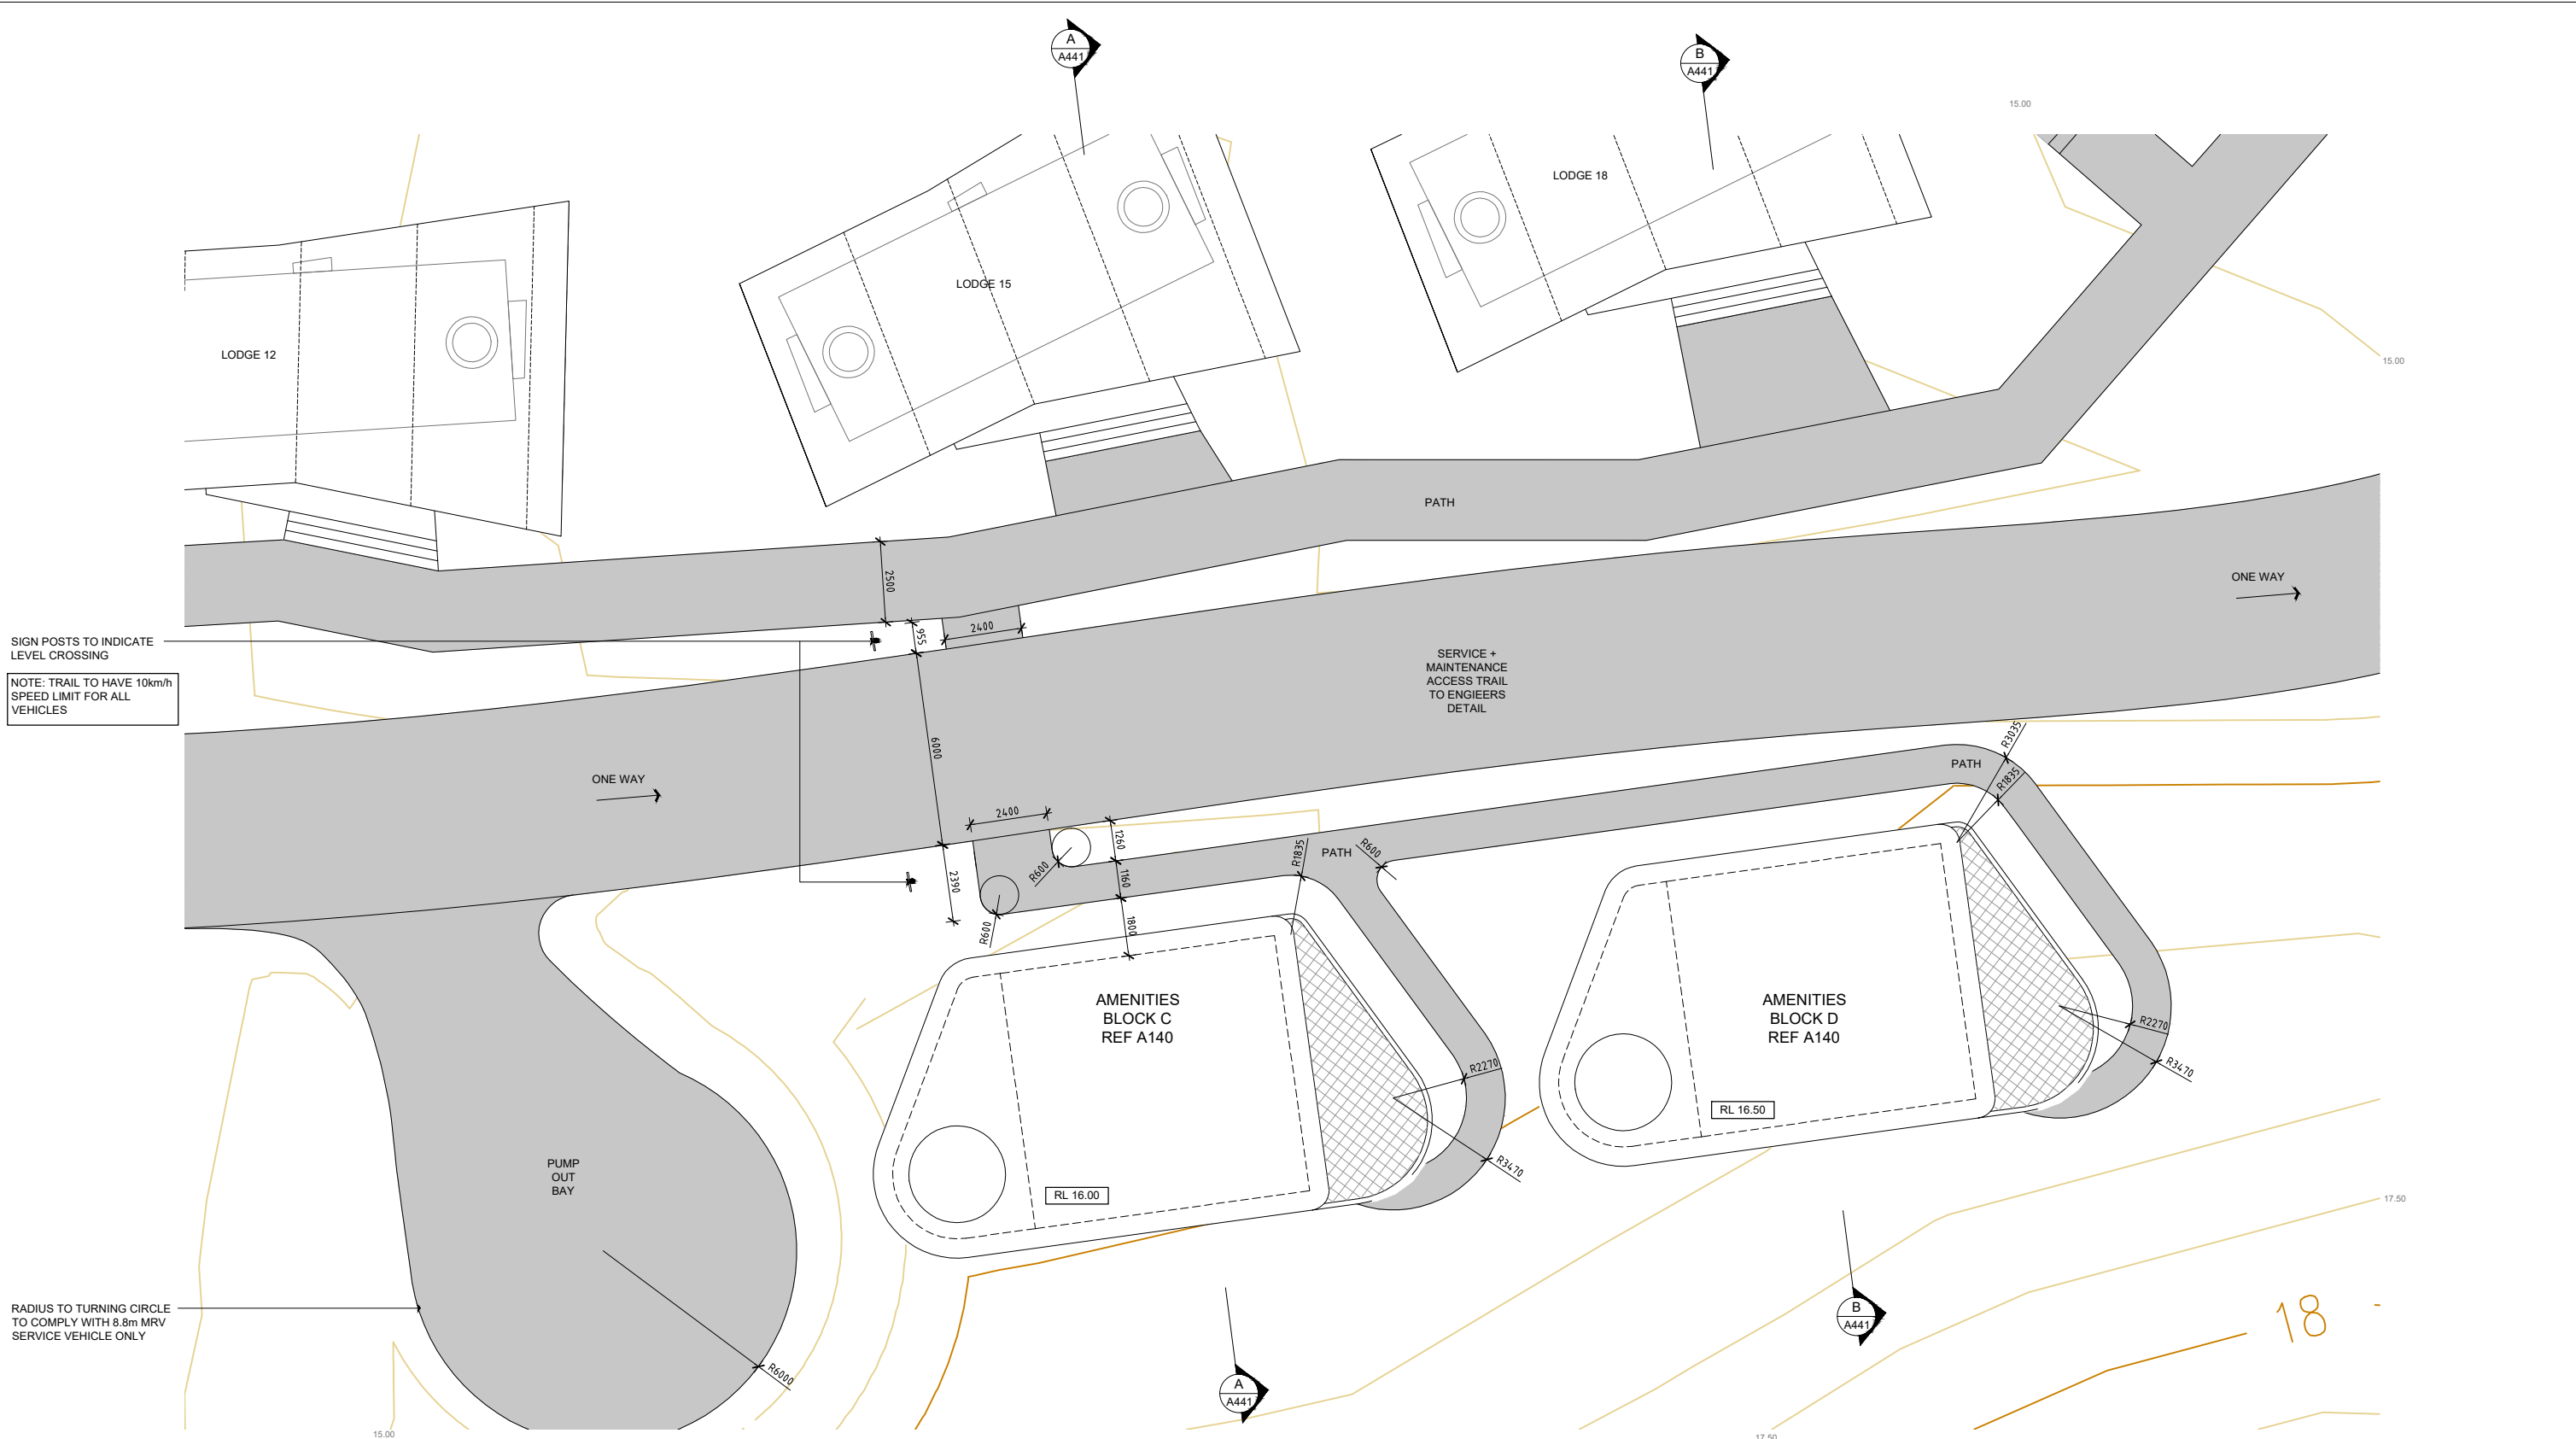 A
A441
B
A441
15.00
LODGE 18
LODGE 15
LODGE 12
15.00
PATH
2500
ONE WAY
2400
955
SIGN POSTS TO INDICATE
LEVEL CROSSING
NOTE: TRAIL TO HAVE 10km/h
SPEED LIMIT FOR ALL
VEHICLES
SERVICE +
MAINTENANCE
ACCESS TRAIL
TO ENGIEERS
DETAIL
6000
ONE WAY
R3035
PATH
R1835
2400
1260
R600
1160
2390
R600
1800
R1835
PATH
R600
AMENITIES
BLOCK C
REF A140
AMENITIES
BLOCK D
REF A140
R2270
R3470
R2270
R3470
RL 16.50
RL 16.00
PUMP
OUT
BAY
17.50
RADIUS TO TURNING CIRCLE
TO COMPLY WITH 8.8m MRV
SERVICE VEHICLE ONLY
R6000
B
A441
18
A
A441
15.00
17.50